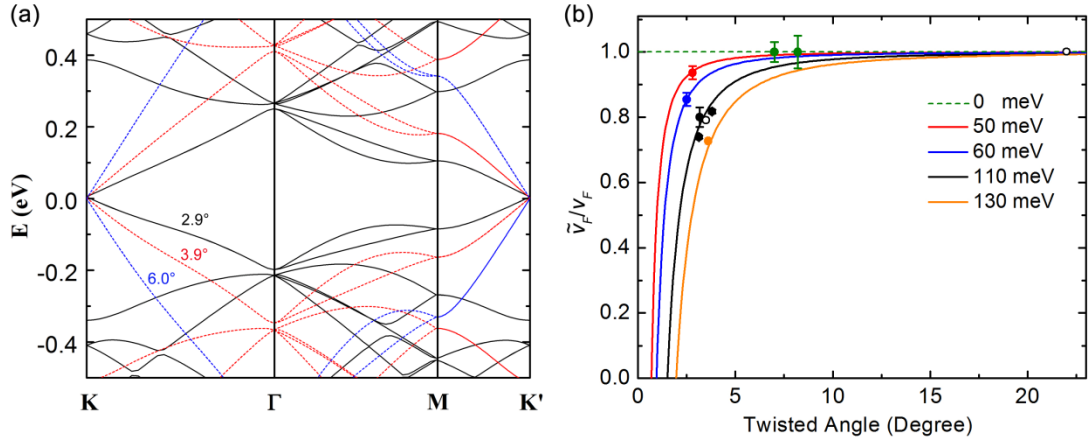 (a)
E (eV)
0.4
0.2
0.0
-0.2
-0.4
2.9°
3.9°
6.0°
K Γ M K'
(b)
ṽF/vF
1.0
0.8
0.6
0.4
0.2
0.0
0 meV
50 meV
60 meV
110 meV
130 meV
0 5 10 15 20
Twisted Angle (Degree)